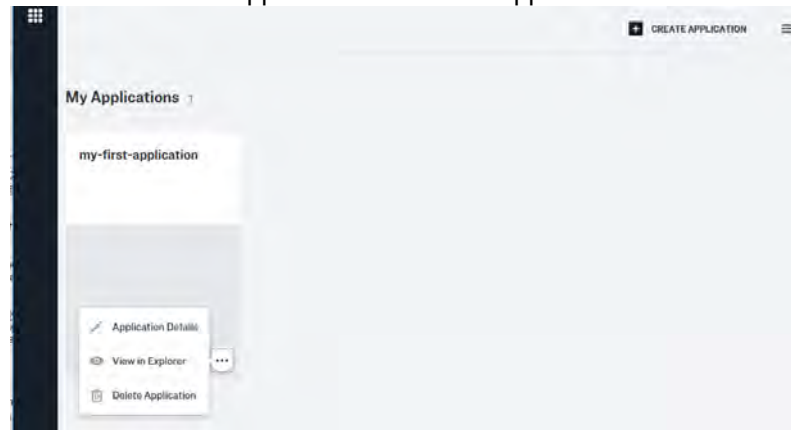 CREATE APPLICATION
My Applications 1
my-first-application
Application Details
View in Explorer
Delete Application